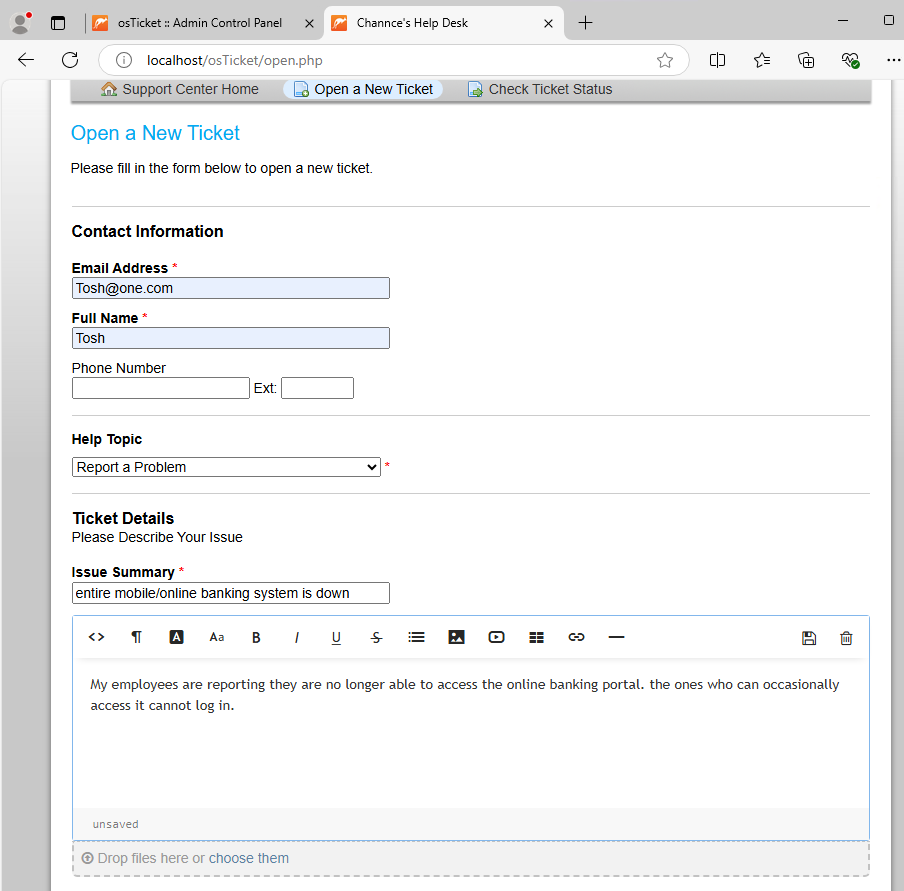 osTicket :: Admin Control Panel
Channce's Help Desk
localhost/osTicket/open.php
Support Center Home Open a New Ticket Check Ticket Status
Open a New Ticket
Please fill in the form below to open a new ticket.
Contact Information
Email Address *
Tosh@one.com
Full Name *
Tosh
Phone Number
Ext:
Help Topic
Report a Problem *
Ticket Details
Please Describe Your Issue
Issue Summary *
entire mobile/online banking system is down
<> ¶ A Aa B I U S
My employees are reporting they are no longer able to access the online banking portal. the ones who can occasionally
access it cannot log in.
unsaved
Drop files here or choose them